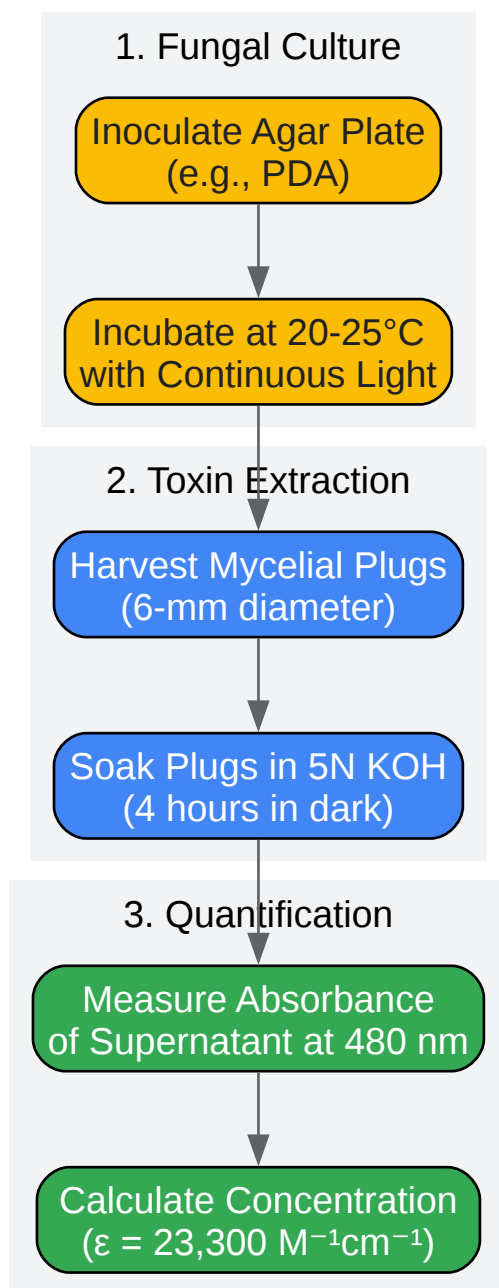 1. Fungal Culture
Inoculate Agar Plate
(e.g., PDA)
Incubate at 20-25°C
with Continuous Light
2. Toxin Extraction
Harvest Mycelial Plugs
(6-mm diameter)
Soak Plugs in 5N KOH
(4 hours in dark)
3. Quantification
Measure Absorbance
of Supernatant at 480 nm
Calculate Concentration
(ε = 23,300 M⁻¹cm⁻¹)